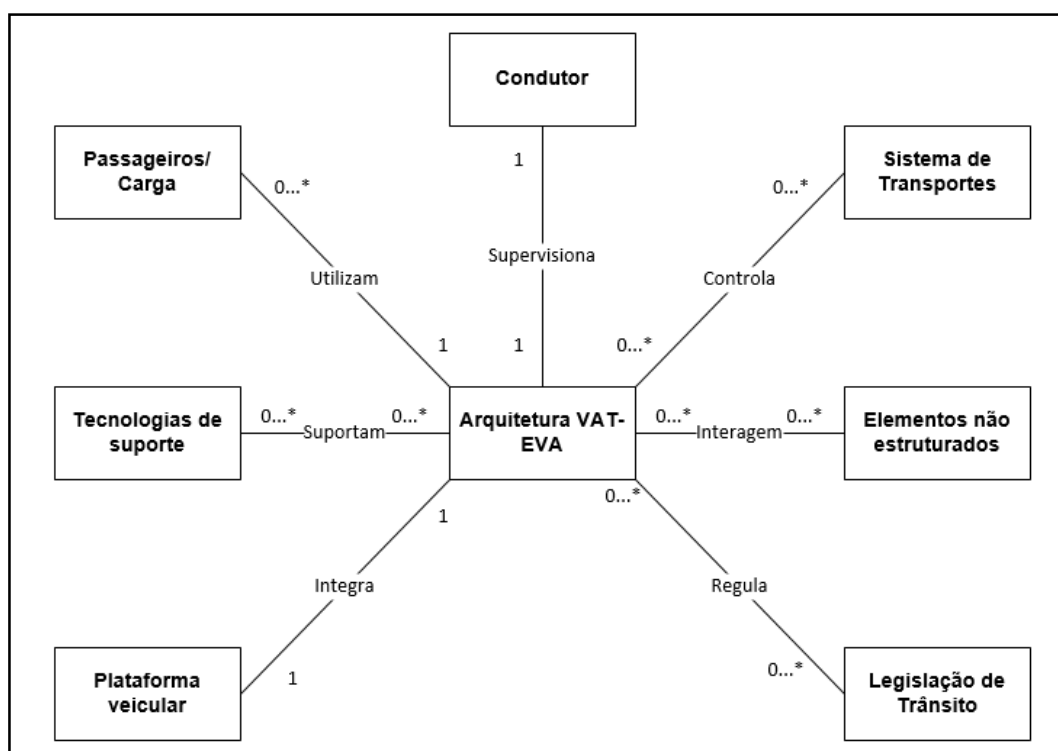 Condutor
Passageiros/
Carga
Sistema de
Transportes
1
0...*
0...*
Supervisiona
Utilizam
Controla
1
1
0...*
Tecnologias de
suporte
0...*
Suportam
0...*
Arquitetura VAT-
EVA
0...*
Interagem
0...*
Elementos não
estruturados
1
0...*
Integra
Regula
1
0...*
Plataforma
veicular
Legislação de
Trânsito